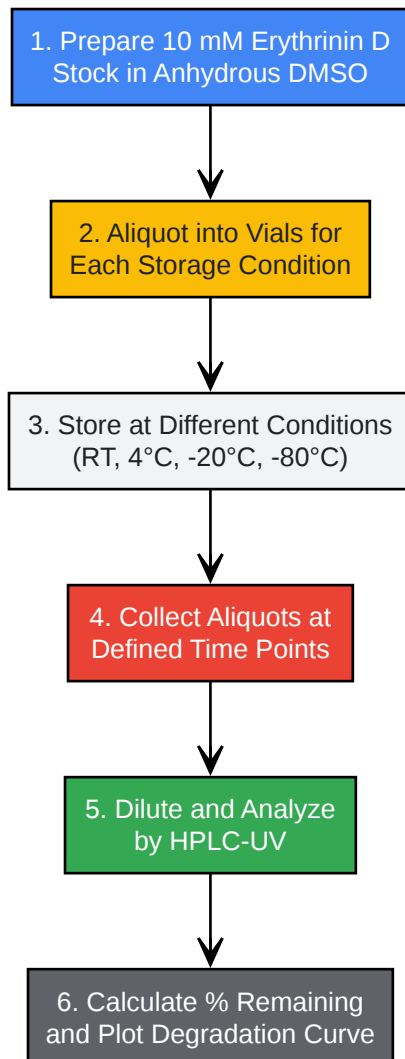 1. Prepare 10 mM Erythrinin D
Stock in Anhydrous DMSO
2. Aliquot into Vials for
Each Storage Condition
3. Store at Different Conditions
(RT, 4°C, -20°C, -80°C)
4. Collect Aliquots at
Defined Time Points
5. Dilute and Analyze
by HPLC-UV
6. Calculate % Remaining
and Plot Degradation Curve